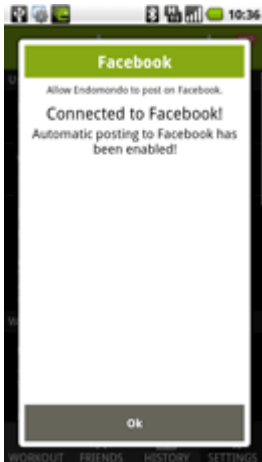 10:36
Facebook
Allow Endomondo to post on Facebook.
Connected to Facebook!
Automatic posting to Facebook has
been enabled!
Ok
WORKOUT FRIENDS HISTORY SETTINGS